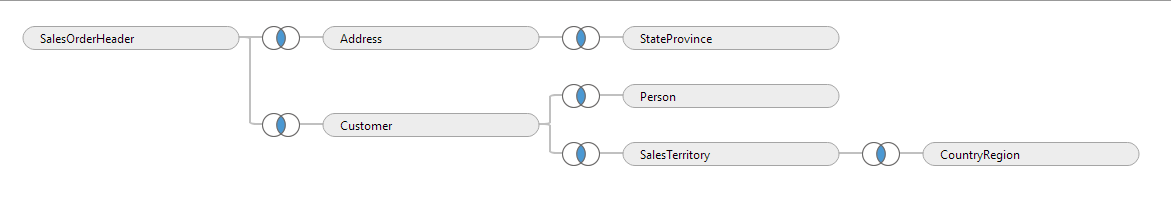 SalesOrderHeader
Address
StateProvince
Person
Customer
SalesTerritory
CountryRegion